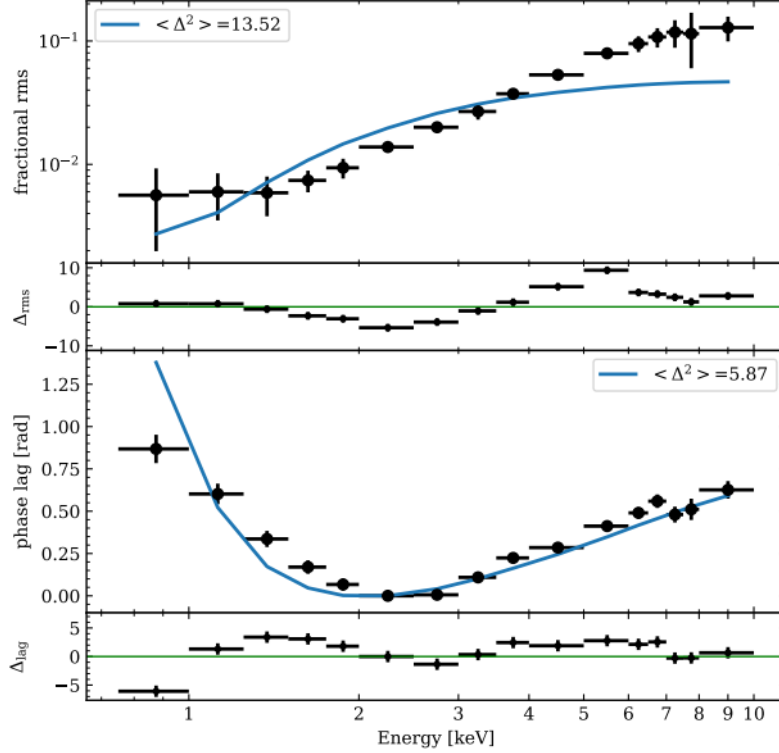 < Δ² > =13.52
10⁻¹
10⁻²
fractional rms
10
0
−10
Δrms
< Δ² > =5.87
1.25
1.00
0.75
0.50
0.25
0.00
phase lag [rad]
5
0
−5
Δlag
1 2 3 4 5 6 7 8 9 10
Energy [keV]